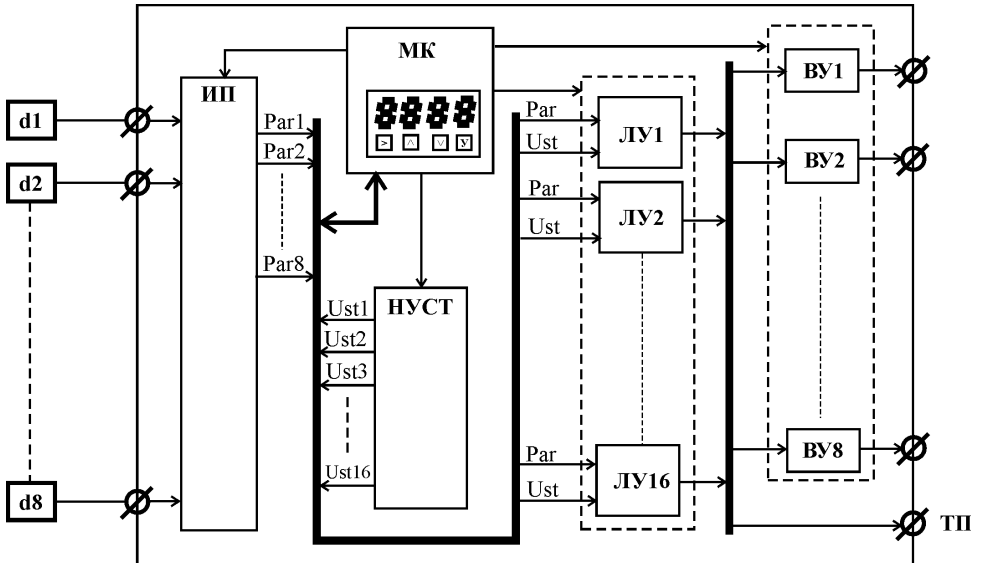 МК
ИП
> ^ v У
d1
d2
d8
Par1
Par2
Par8
НУСТ
Ust1
Ust2
Ust3
Ust16
Par
Ust
ЛУ1
Par
Ust
ЛУ2
Par
Ust
ЛУ16
ВУ1
ВУ2
ВУ8
ТП